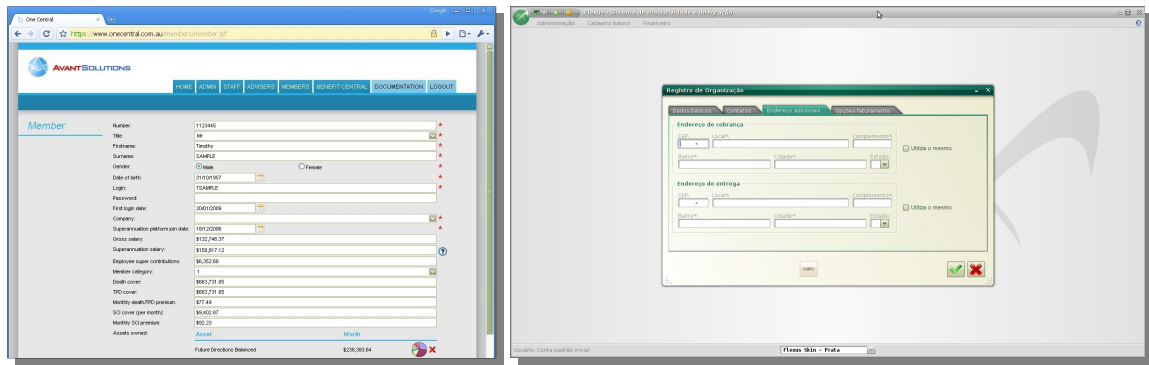 One Central
Google
https://www.onecentral.com.au/members/member.jsf
AVANTSOLUTIONS
HOME ADMIN STAFF ADVISERS MEMBERS BENEFIT CENTRAL DOCUMENTATION LOGOUT
Member
Number: 1123445 *
Title: Mr *
Firstname: Timothy *
Surname: SAMPLE *
Gender: Male Female *
Date of birth: 31/10/1957 *
Login: TSAMPLE *
Password:
First login date: 20/01/2009
Company: *
Superannuation platform join date: 18/12/2006 *
Gross salary: $132,746.37
Superannuation salary: $158,817.12
Employee super contributions: $6,352.68
Member category: 1
Death cover: $663,731.85
TPD cover: $663,731.85
Monthly death/TPD premium: $77.49
SCI cover (per month): $9,402.87
Monthly SCI premium: $92.23
Assets owned: Asset Worth
Future Directions Balanced $238,383.64
Flexus - Sistema de Produtividade e Integração
Administração Cadastro básico Financeiro
Registro de Organização
Dados básicos Contatos Endereço adicionais Opções faturamento
Endereço de cobrança
CEP: Local*: Complemento*:
Utiliza o mesmo
Bairro*: Cidade*: Estado:
Endereço de entrega
CEP: Local*: Complemento*:
Utiliza o mesmo
Bairro*: Cidade*: Estado:
Usuário: Conta padrão inicial
Flexus Skin - Prata